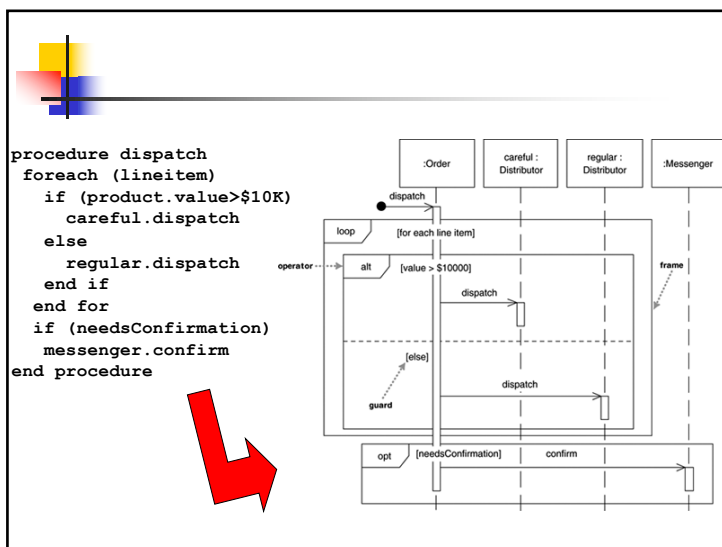 procedure dispatch
foreach (lineitem)
if (product.value>$10K)
careful.dispatch
else
regular.dispatch
end if
end for
if (needsConfirmation)
messenger.confirm
end procedure
:Order
careful :
Distributor
regular :
Distributor
:Messenger
dispatch
loop
[for each line item]
operator
alt
[value > $10000]
frame
dispatch
[else]
dispatch
guard
opt
[needsConfirmation]
confirm